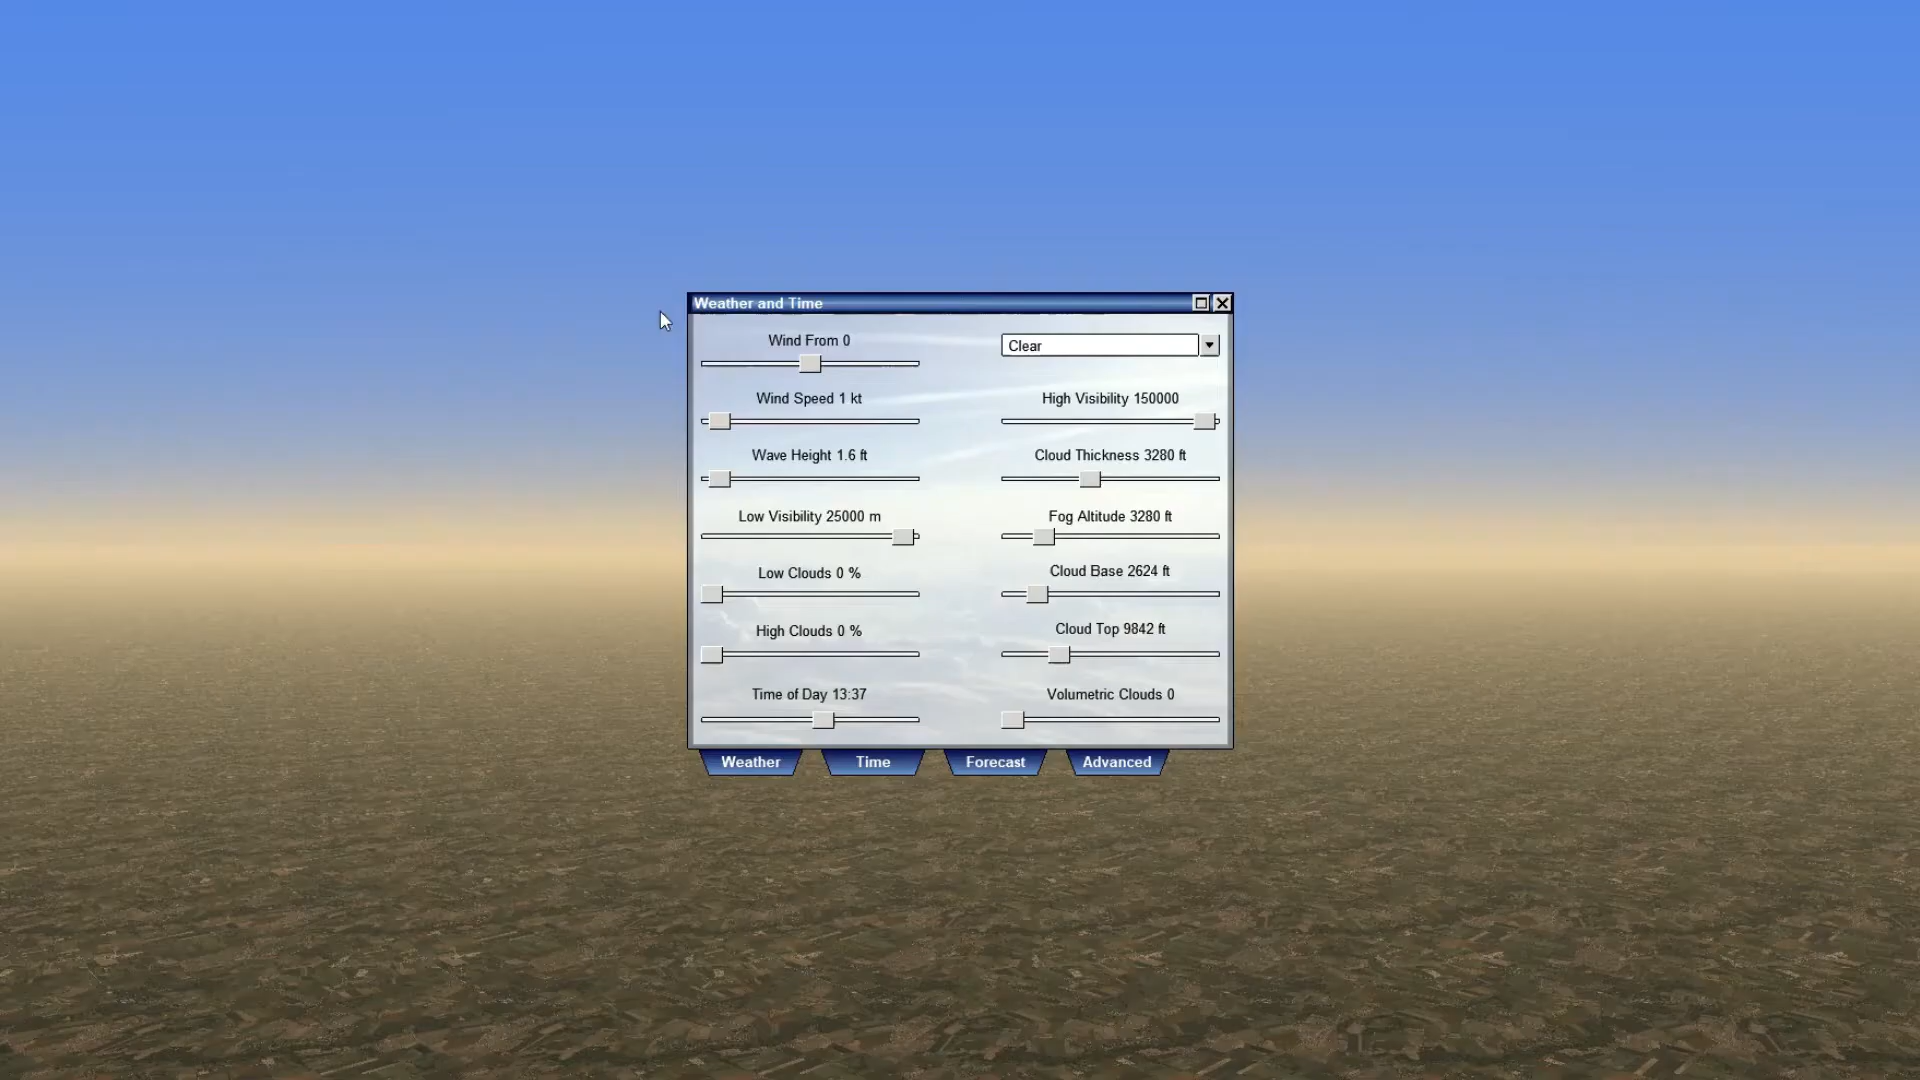 Weather and Time
Wind From 0
Clear
Wind Speed 1 kt
High Visibility 150000
Wave Height 1.6 ft
Cloud Thickness 3280 ft
Low Visibility 25000 m
Fog Altitude 3280 ft
Low Clouds 0 %
Cloud Base 2624 ft
High Clouds 0 %
Cloud Top 9842 ft
Time of Day 13:37
Volumetric Clouds 0
Weather
Time
Forecast
Advanced